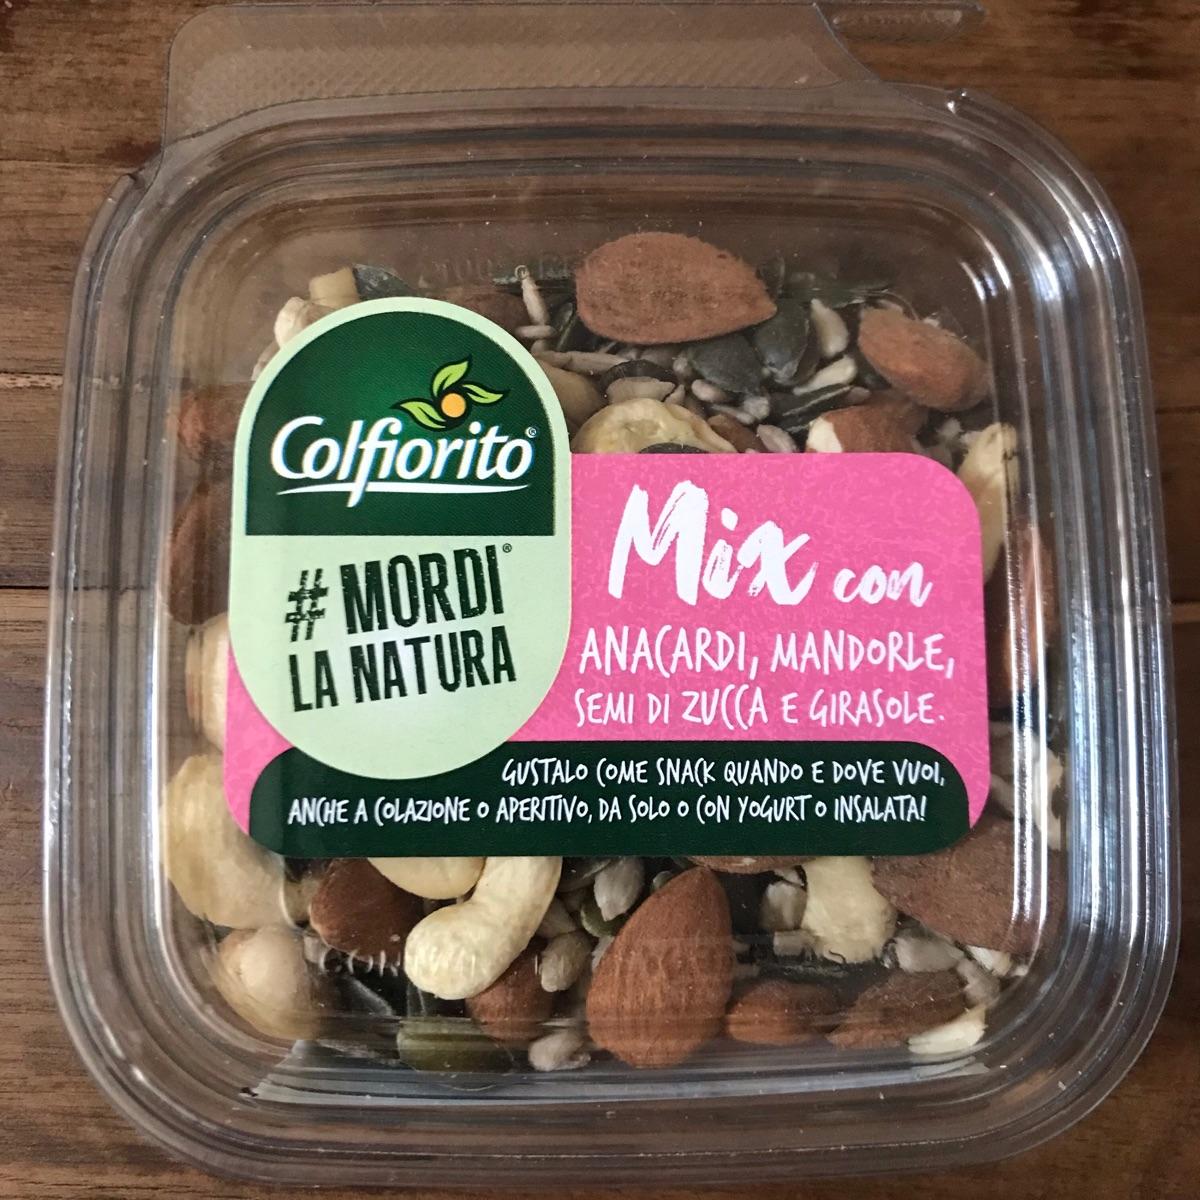 Colfiorito®
#MORDI®
LA NATURA
Mix con
ANACARDI, MANDORLE,
SEMI DI ZUCCA E GIRASOLE.
GUSTALO COME SNACK QUANDO E DOVE VUOI,
ANCHE A COLAZIONE O APERITIVO, DA SOLO O CON YOGURT O INSALATA!